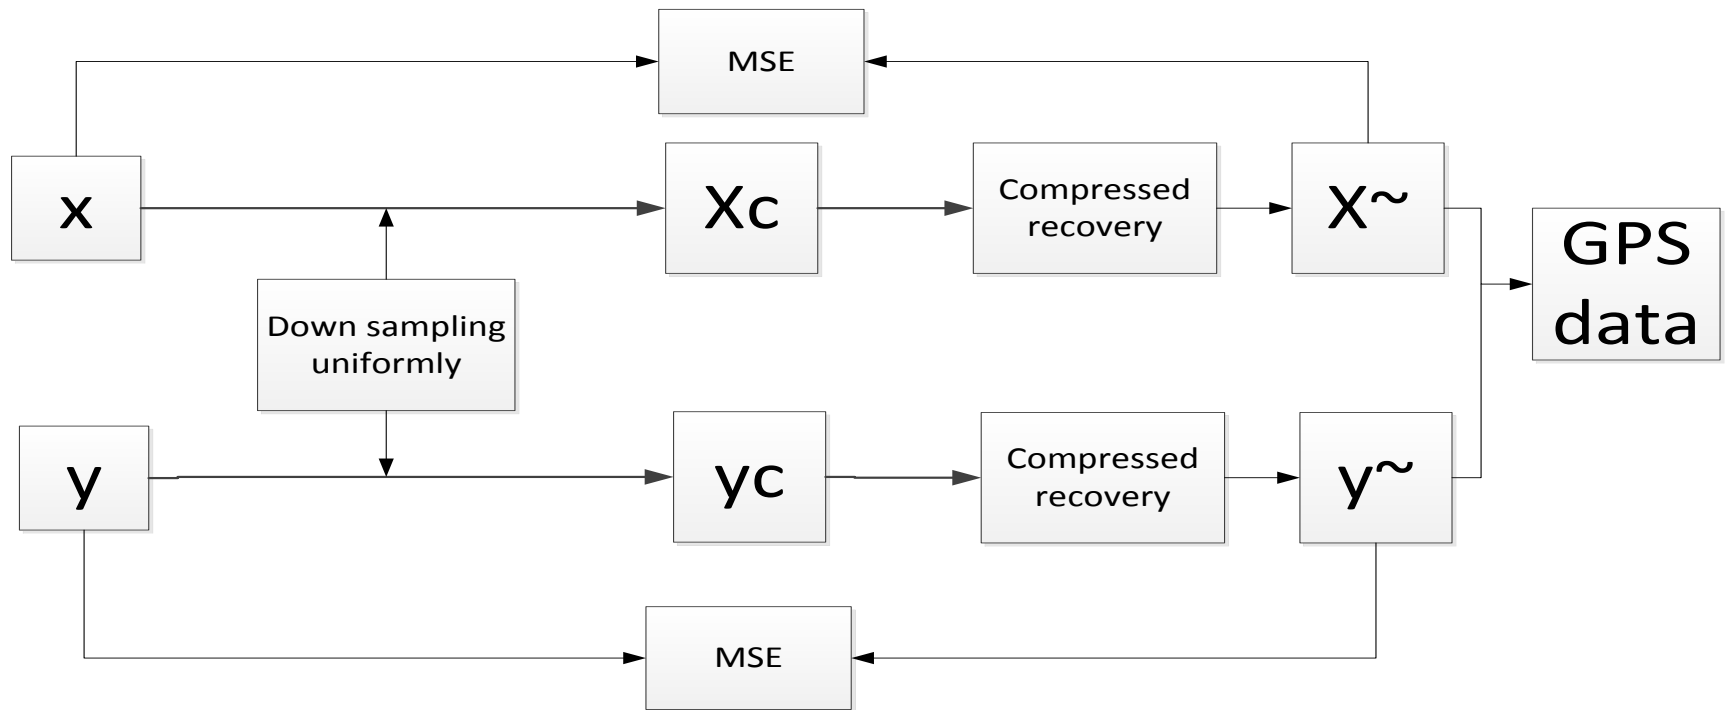 MSE
x
Xc
Compressed
recovery
X~
GPS
data
Down sampling
uniformly
y
yc
Compressed
recovery
y~
MSE